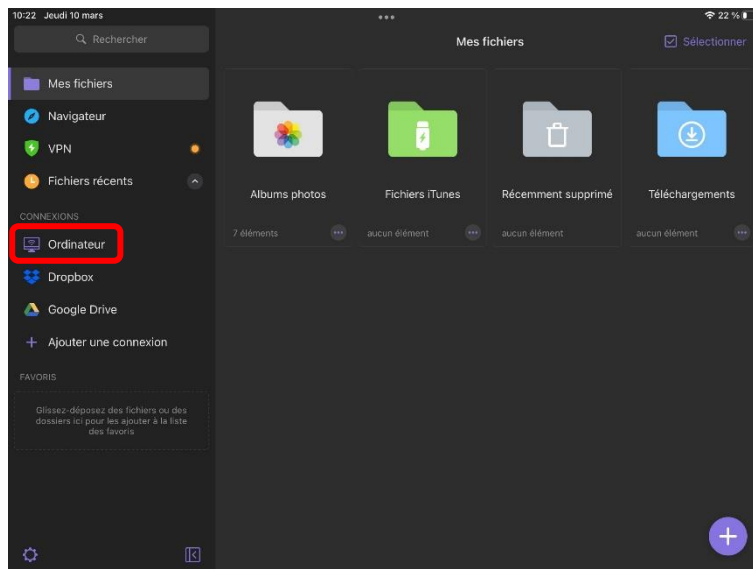 10:22 Jeudi 10 mars
22 %
Rechercher
Mes fichiers
Sélectionner
Mes fichiers
Navigateur
VPN
Fichiers récents
CONNEXIONS
Ordinateur
Dropbox
Google Drive
Ajouter une connexion
FAVORIS
Glissez-déposez des fichiers ou des
dossiers ici pour les ajouter à la liste
des favoris
Albums photos
7 éléments
Fichiers iTunes
aucun élément
Récemment supprimé
aucun élément
Téléchargements
aucun élément